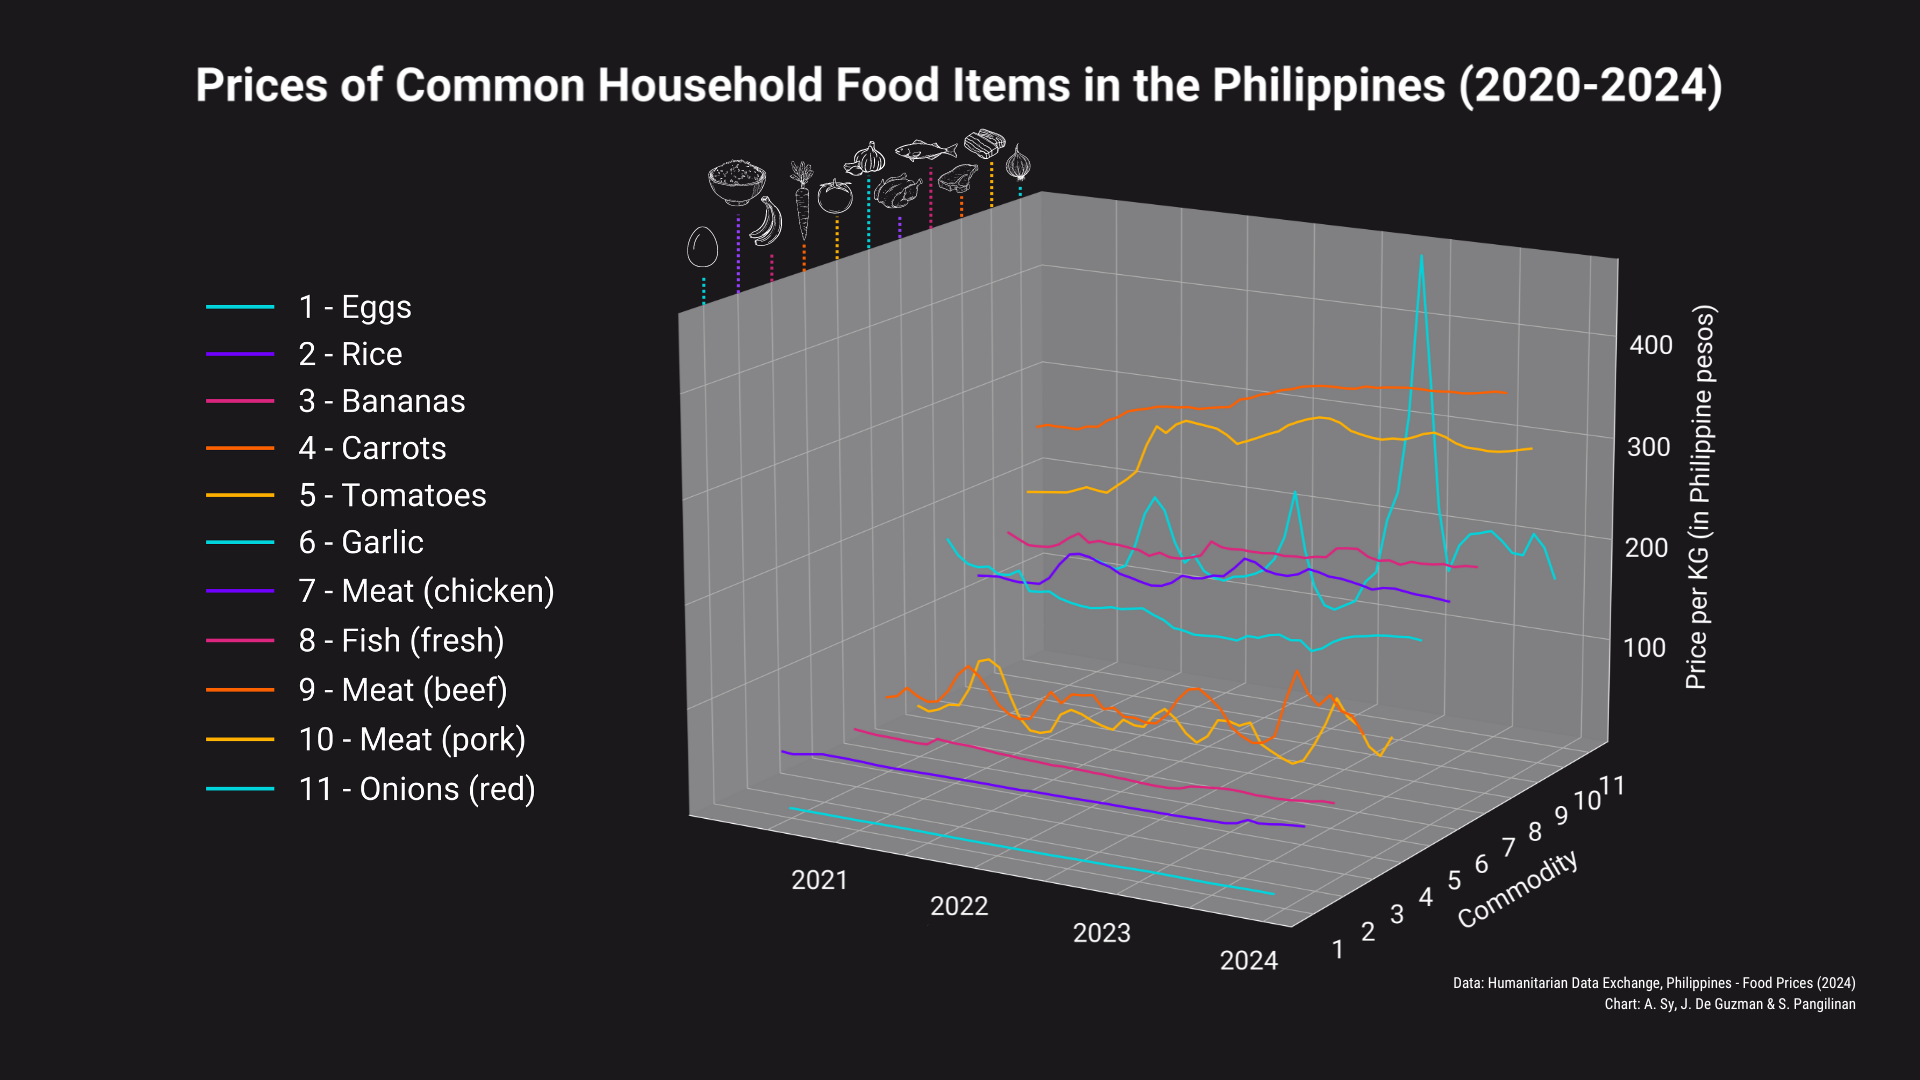 Prices of Common Household Food Items in the Philippines (2020-2024)
1 - Eggs
2 - Rice
3 - Bananas
4 - Carrots
5 - Tomatoes
6 - Garlic
7 - Meat (chicken)
8 - Fish (fresh)
9 - Meat (beef)
10 - Meat (pork)
11 - Onions (red)
400
300
200
100
Price per KG (in Philippine pesos)
2021
2022
2023
2024
1
2
3
4
5
6
7
8
9
10
11
Commodity
Data: Humanitarian Data Exchange, Philippines - Food Prices (2024)
Chart: A. Sy, J. De Guzman & S. Pangilinan